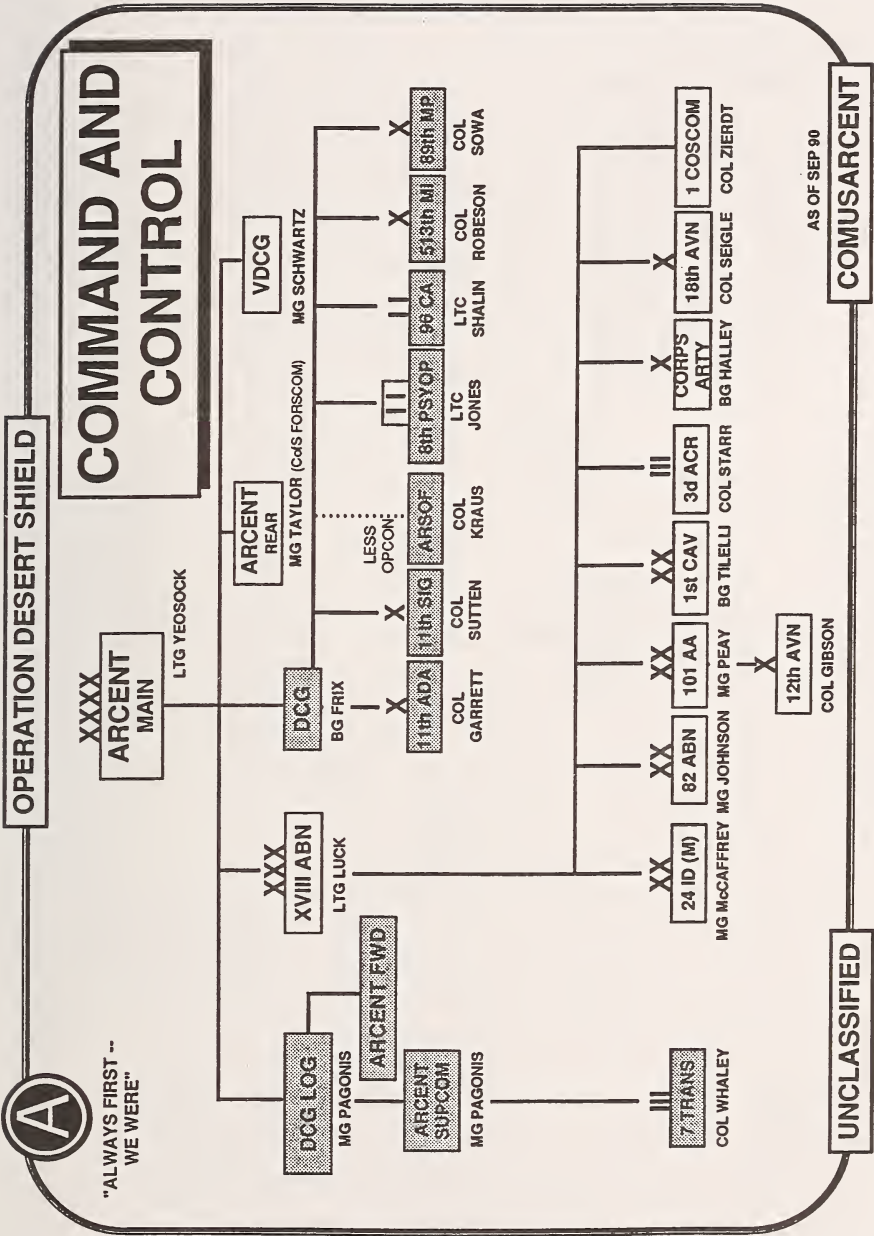 OPERATION DESERT SHIELD
A
"ALWAYS FIRST --
WE WERE"
COMMAND AND
CONTROL
XXXX
ARCENT
MAIN
LTG YEOSOCK
DCG LOG
MG PAGONIS
ARCENT FWD
ARCENT
SUPCOM
MG PAGONIS
III
7 TRANS
COL WHALEY
XXX
XVIII ABN
LTG LUCK
DCG
BG FRIX
ARCENT
REAR
MG TAYLOR (CofS FORSCOM)
VDCG
MG SCHWARTZ
X
11th ADA
COL
GARRETT
X
11th SIG
COL
SUTTEN
LESS
OPCON
ARSOF
COL
KRAUS
II
8th PSYOP
LTC
JONES
II
96 CA
LTC
SHALIN
X
513th MI
COL
ROBESON
X
89th MP
COL
SOWA
XX
24 ID (M)
MG McCAFFREY
XX
82 ABN
MG JOHNSON
XX
101 AA
MG PEAY
X
12th AVN
COL GIBSON
XX
1st CAV
BG TILELLI
III
3d ACR
COL STARR
X
CORPS
ARTY
BG HALLEY
X
18th AVN
COL SEIGLE
1 COSCOM
COL ZIERDT
AS OF SEP 90
UNCLASSIFIED
COMUSARCENT